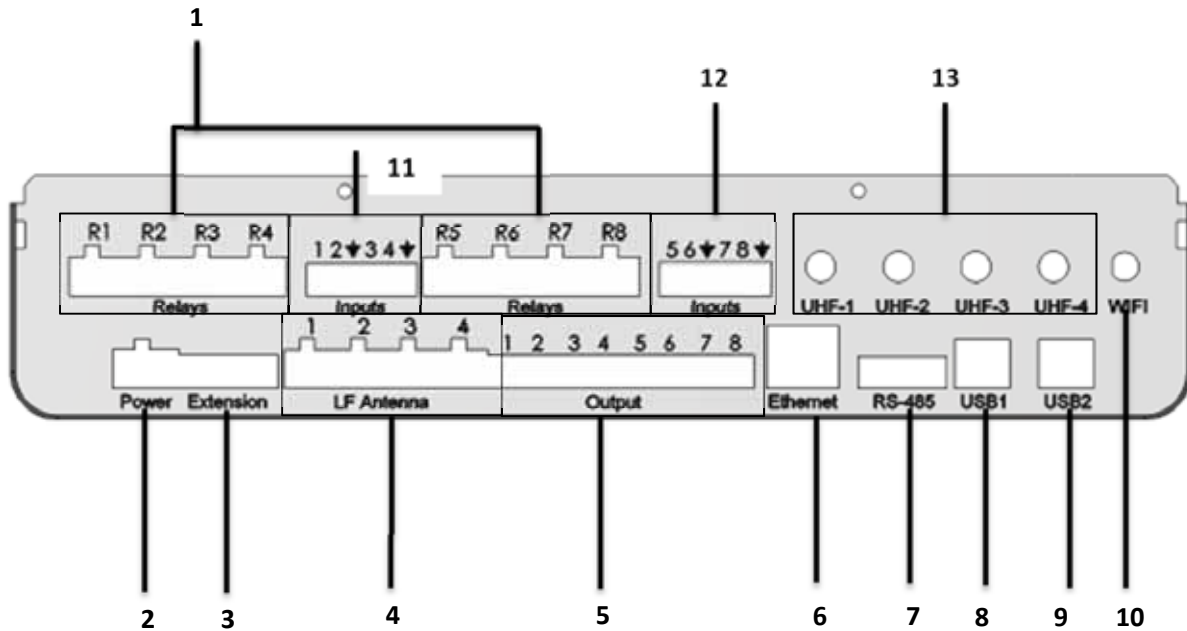 1
12
13
11
R1 R2 R3 R4
1 2 3 4
R5 R6 R7 R8
5 6 7 8
Relays
Inputs
Relays
Inputs
UHF-1 UHF-2 UHF-3 UHF-4 WIFI
1 2 3 4
1 2 3 4 5 6 7 8
Power Extension
LF Antenna
Output
Ethernet
RS-485
USB1
USB2
2 3 4 5 6 7 8 9 10